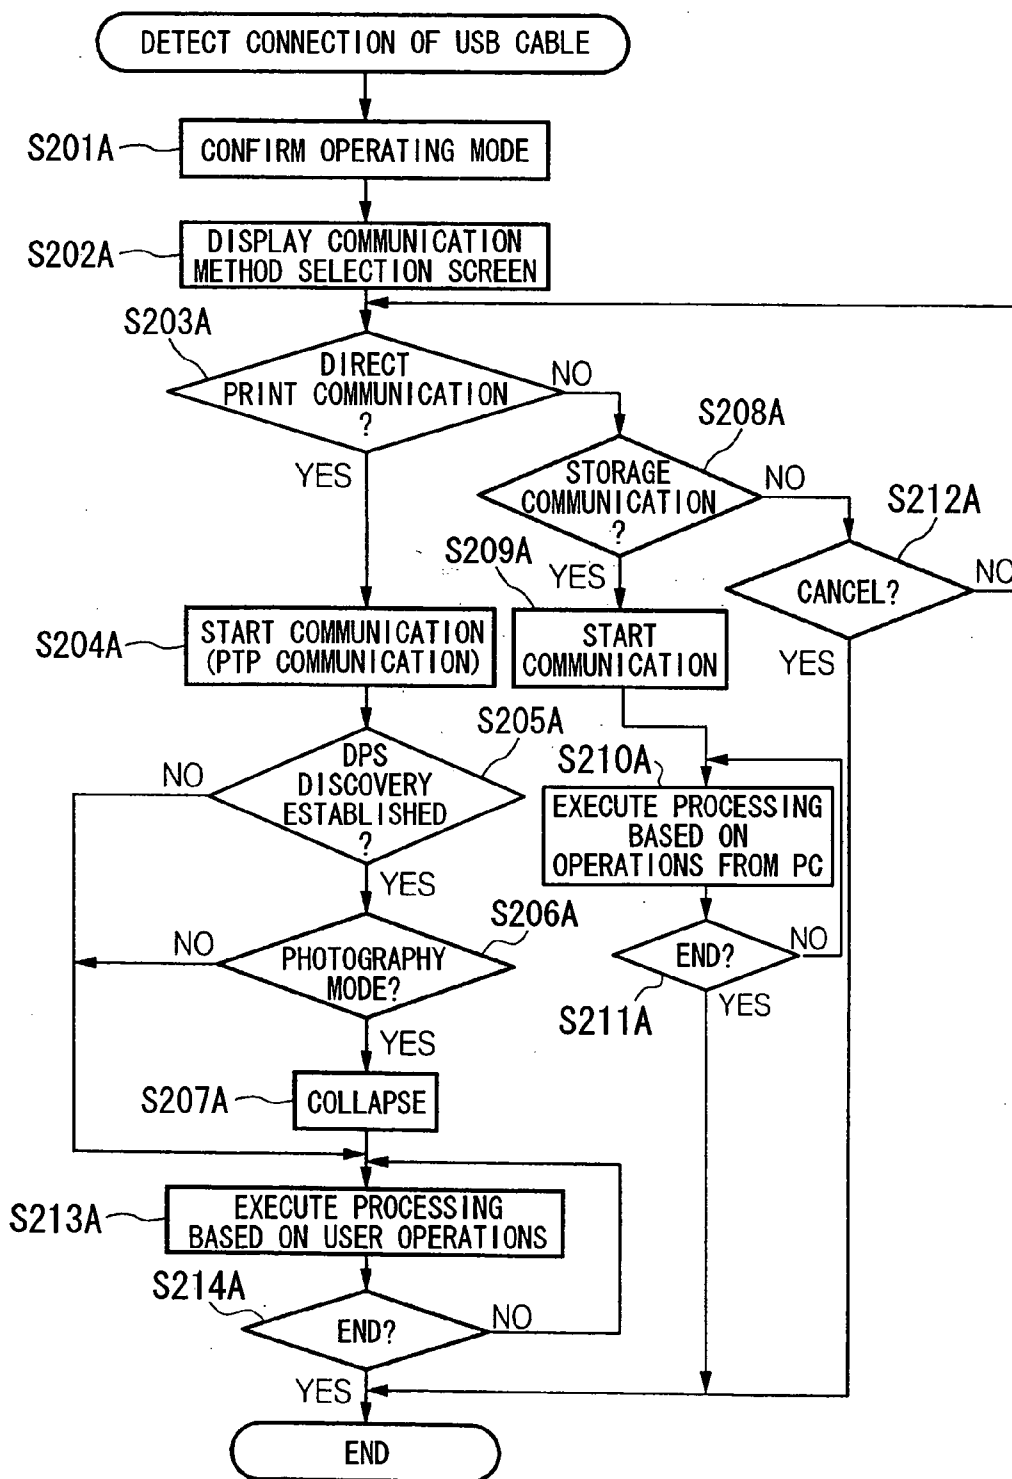 DETECT CONNECTION OF USB CABLE
S201A
CONFIRM OPERATING MODE
S202A
DISPLAY COMMUNICATION
METHOD SELECTION SCREEN
S203A
DIRECT
PRINT COMMUNICATION
?
NO
YES
S208A
STORAGE
COMMUNICATION
?
NO
YES
S212A
CANCEL?
NO
YES
S209A
START
COMMUNICATION
S204A
START COMMUNICATION
(PTP COMMUNICATION)
S205A
DPS
DISCOVERY
ESTABLISHED
?
NO
YES
S210A
EXECUTE PROCESSING
BASED ON
OPERATIONS FROM PC
S206A
PHOTOGRAPHY
MODE?
NO
YES
END?
NO
S211A
YES
S207A
COLLAPSE
S213A
EXECUTE PROCESSING
BASED ON USER OPERATIONS
S214A
END?
NO
YES
END